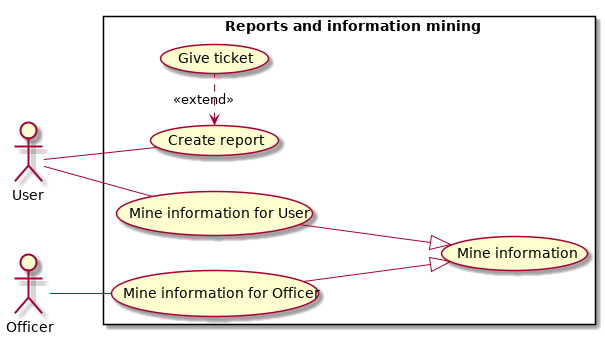 Reports and information mining
Give ticket
«extend»
Create report
User
Mine information for User
Mine information
Mine information for Officer
Officer